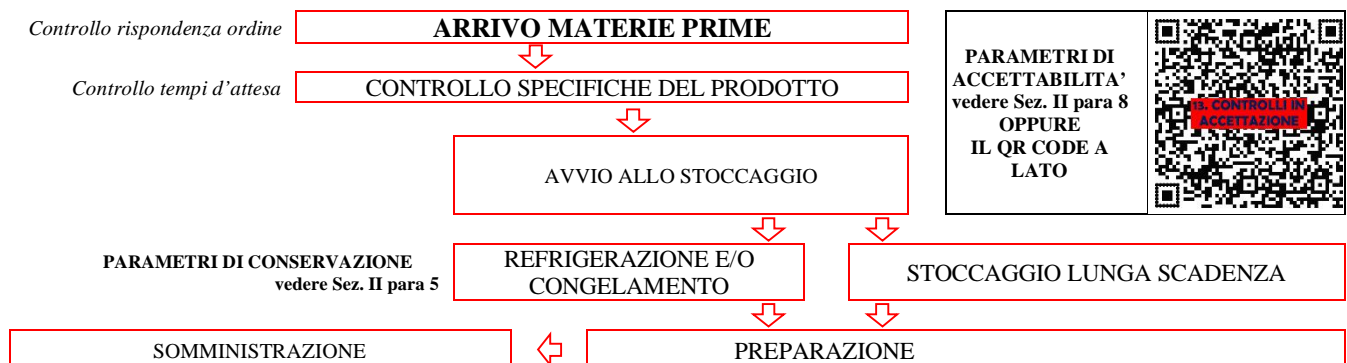 Controllo rispondenza ordine
ARRIVO MATERIE PRIME
Controllo tempi d'attesa
CONTROLLO SPECIFICHE DEL PRODOTTO
PARAMETRI DI
ACCETTABILITA'
vedere Sez. II para 8
OPPURE
IL QR CODE A
LATO
13. CONTROLLI IN
ACCETTAZIONE
AVVIO ALLO STOCCAGGIO
PARAMETRI DI CONSERVAZIONE
vedere Sez. II para 5
REFRIGERAZIONE E/O
CONGELAMENTO
STOCCAGGIO LUNGA SCADENZA
SOMMINISTRAZIONE
PREPARAZIONE